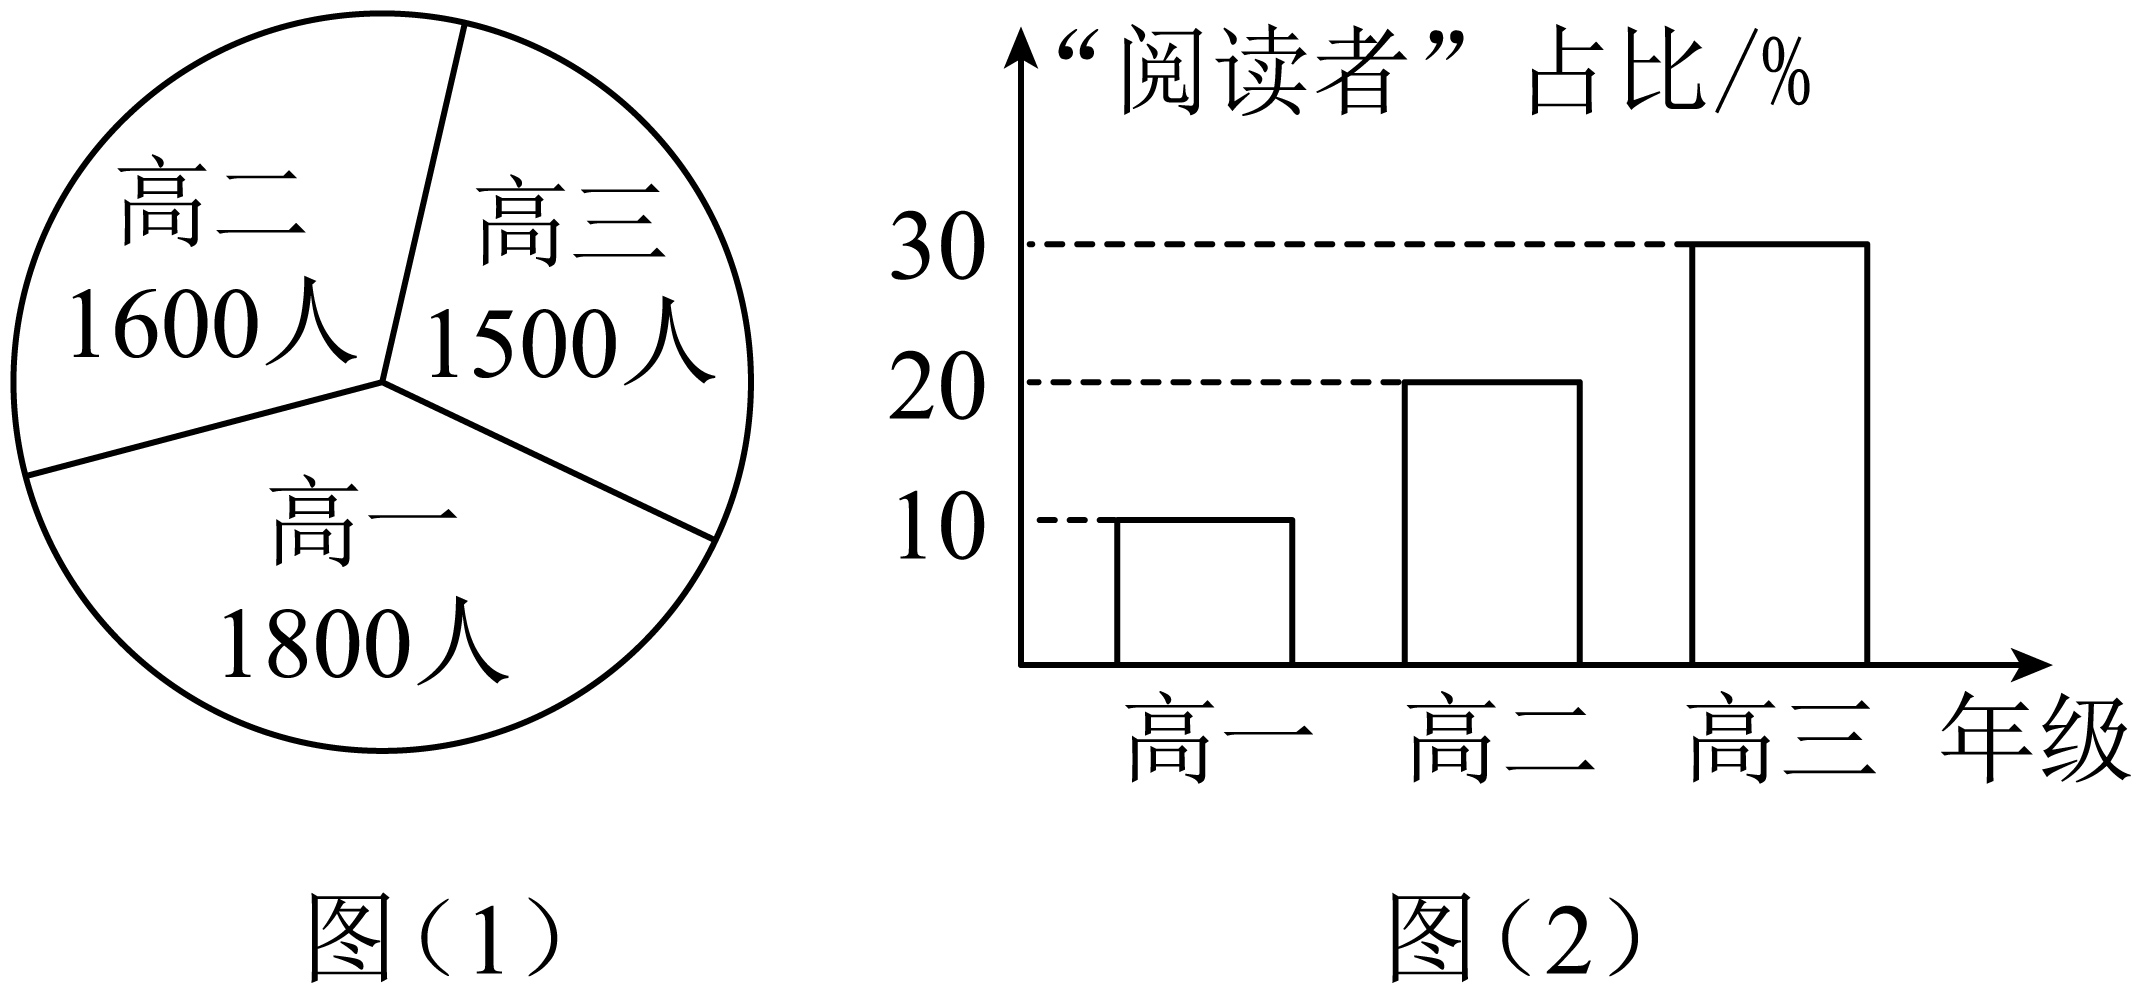 高二
1600人
高三
1500人
高一
1800人
图(1)
“阅读者”占比/%
30
20
10
高一 高二 高三 年级
图(2)